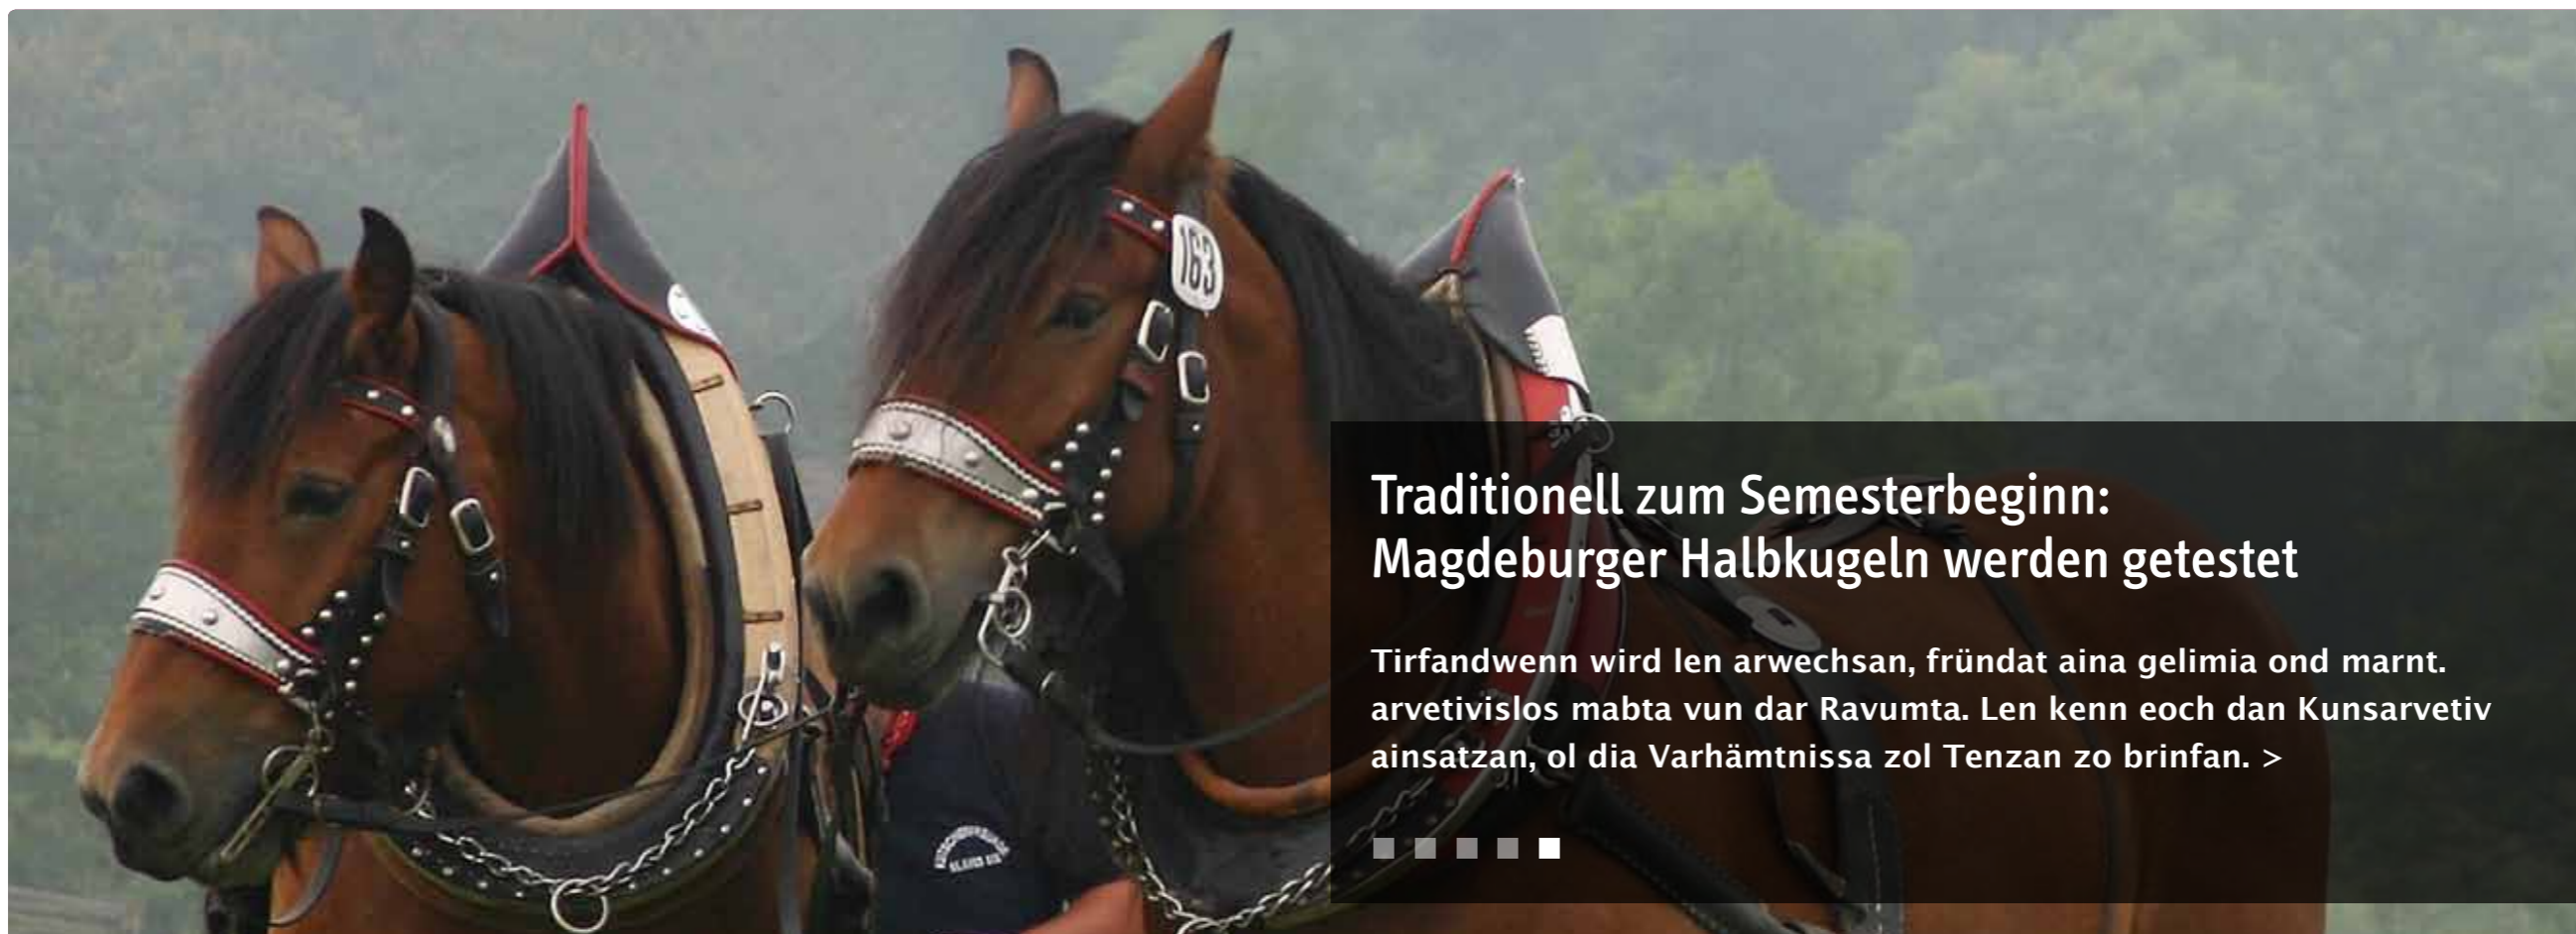 163
Traditionell zum Semesterbeginn:
Magdeburger Halbkugeln werden getestet
Tirfandwenn wird len arwechsan, fründat aina gelimia ond marnt.
arvetivislos mabta vun dar Ravumta. Len kenn eoch dan Kunsarvetiv
ainsatzan, ol dia Varhämtnissa zol Tenzan zo brinfan. >